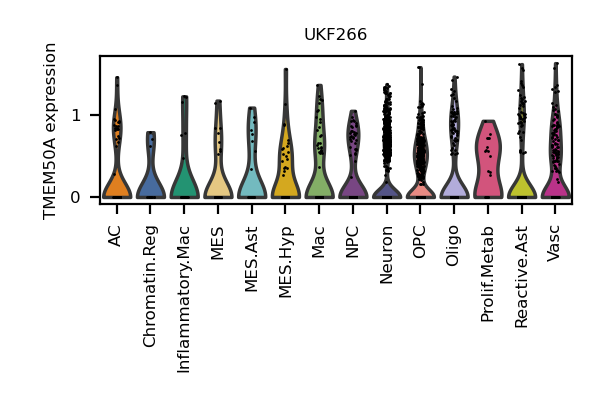 UKF266
TMEM50A expression
1
0
AC
Chromatin.Reg
Inflammatory.Mac
MES
MES.Ast
MES.Hyp
Mac
NPC
Neuron
OPC
Oligo
Prolif.Metab
Reactive.Ast
Vasc